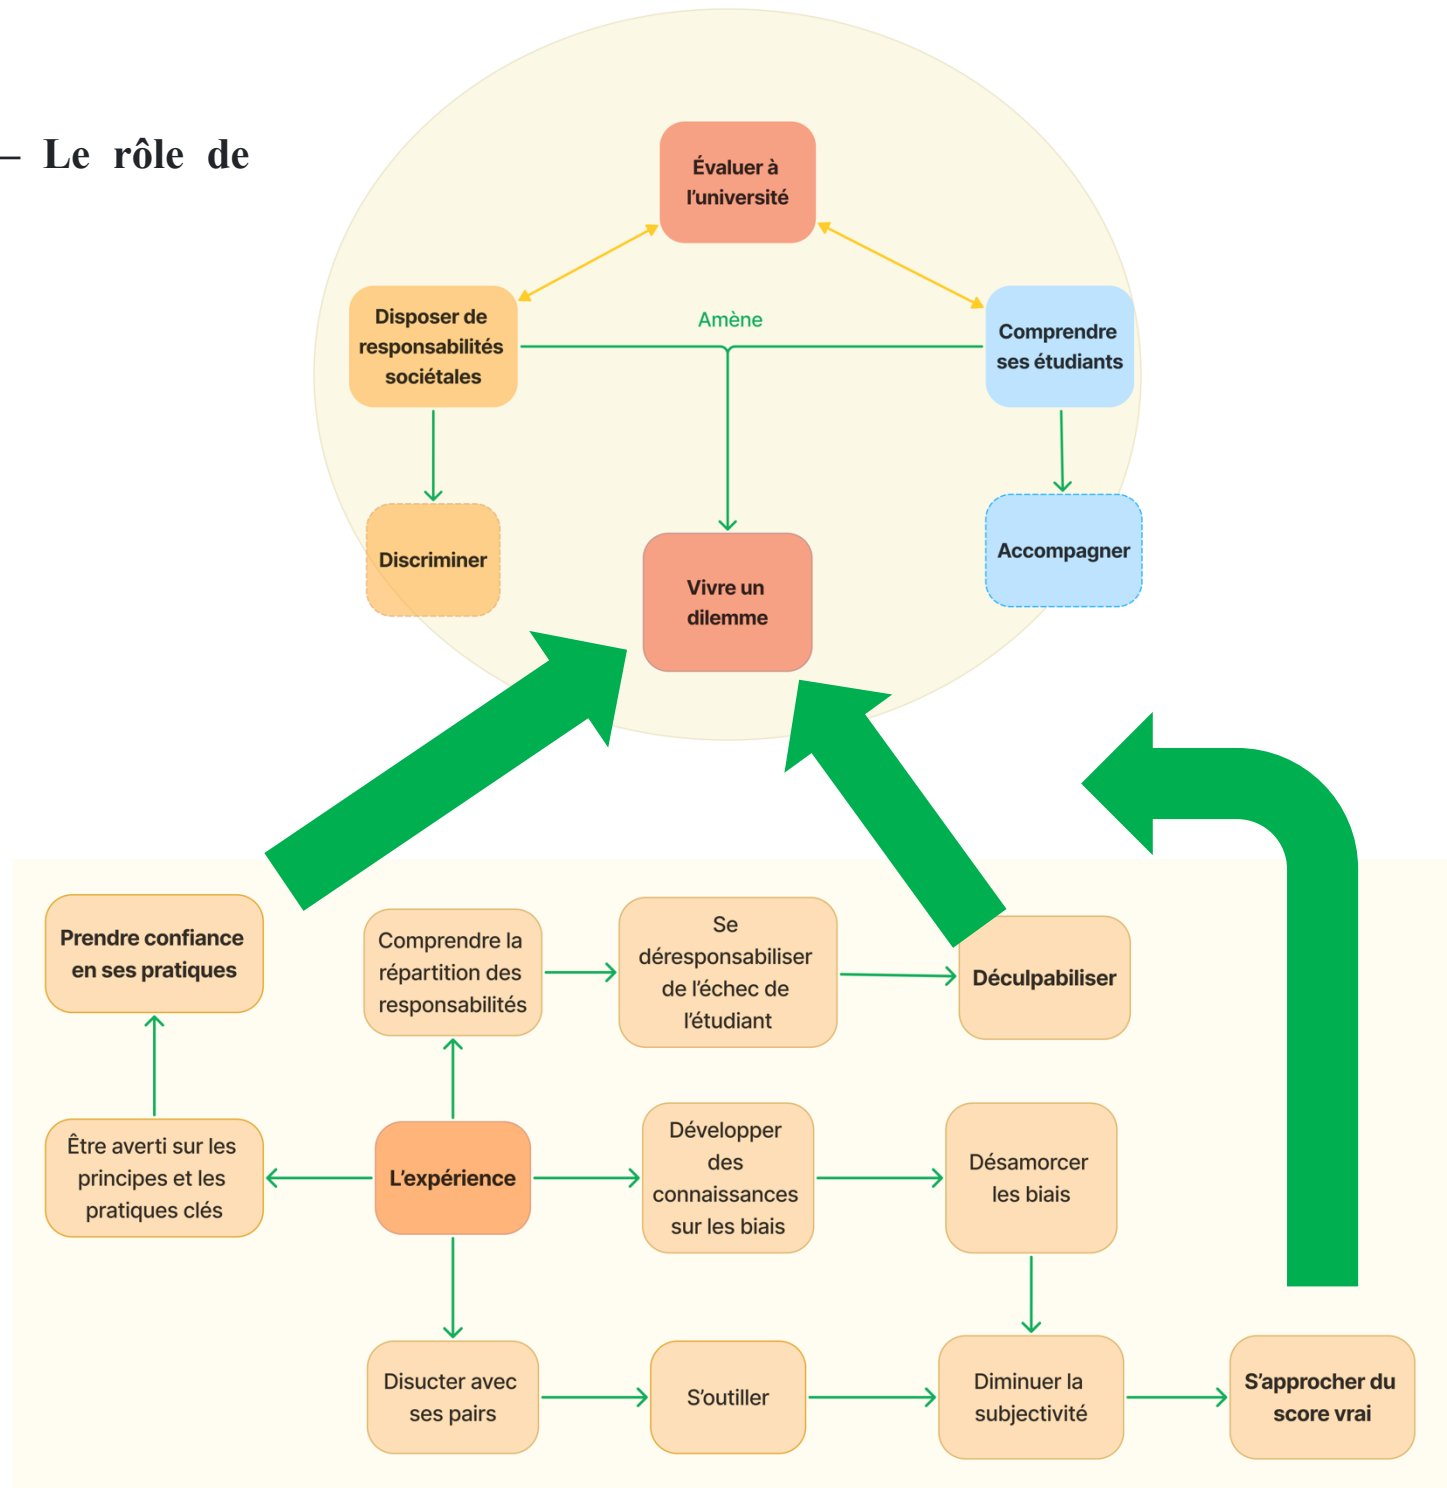 – Le rôle de
Évaluer à
l’université
Disposer de
responsabilités
sociétales
Amène
Comprendre
ses étudiants
Discriminer
Vivre un
dilemme
Accompagner
Prendre confiance
en ses pratiques
Comprendre la
répartition des
responsabilités
Se
déresponsabiliser
de l’échec de
l’étudiant
Déculpabiliser
Être averti sur les
principes et les
pratiques clés
L’expérience
Développer
des
connaissances
sur les biais
Désamorcer
les biais
Disucter avec
ses pairs
S’outiller
Diminuer la
subjectivité
S’approcher du
score vrai